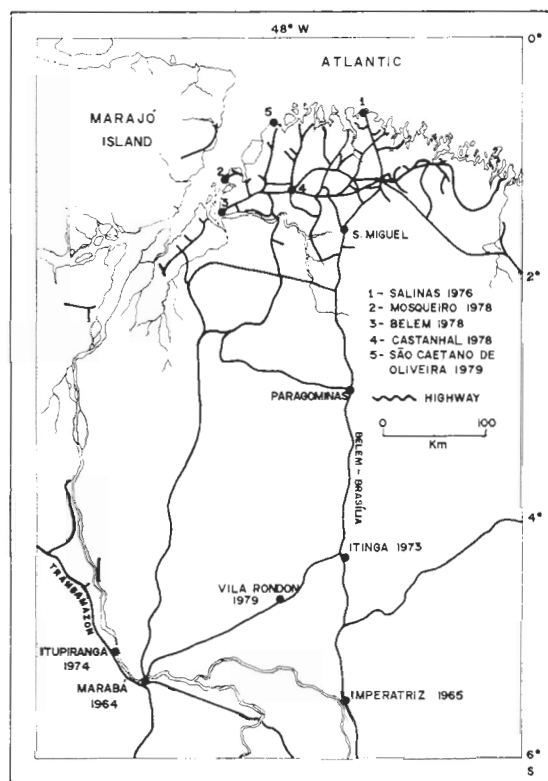 48° W
0°
ATLANTIC
MARAJÓ
ISLAND
1
5
2
4
3
S. MIGUEL
1 - SALINAS 1976
2 - MOSQUEIRO 1978
3 - BELEM 1978
4 - CASTANHAL 1978
5 - SÃO CAETANO DE
OLIVEIRA 1979
HIGHWAY
0 100
Km
PARAGOMINAS
BELEM - BRASÍLIA
4°
ITINGA 1973
VILA RONDON
1979
TRANSAMAZON
ITUPIRANGA
1974
MARABÁ
1964
IMPERATRIZ 1965
6°
S